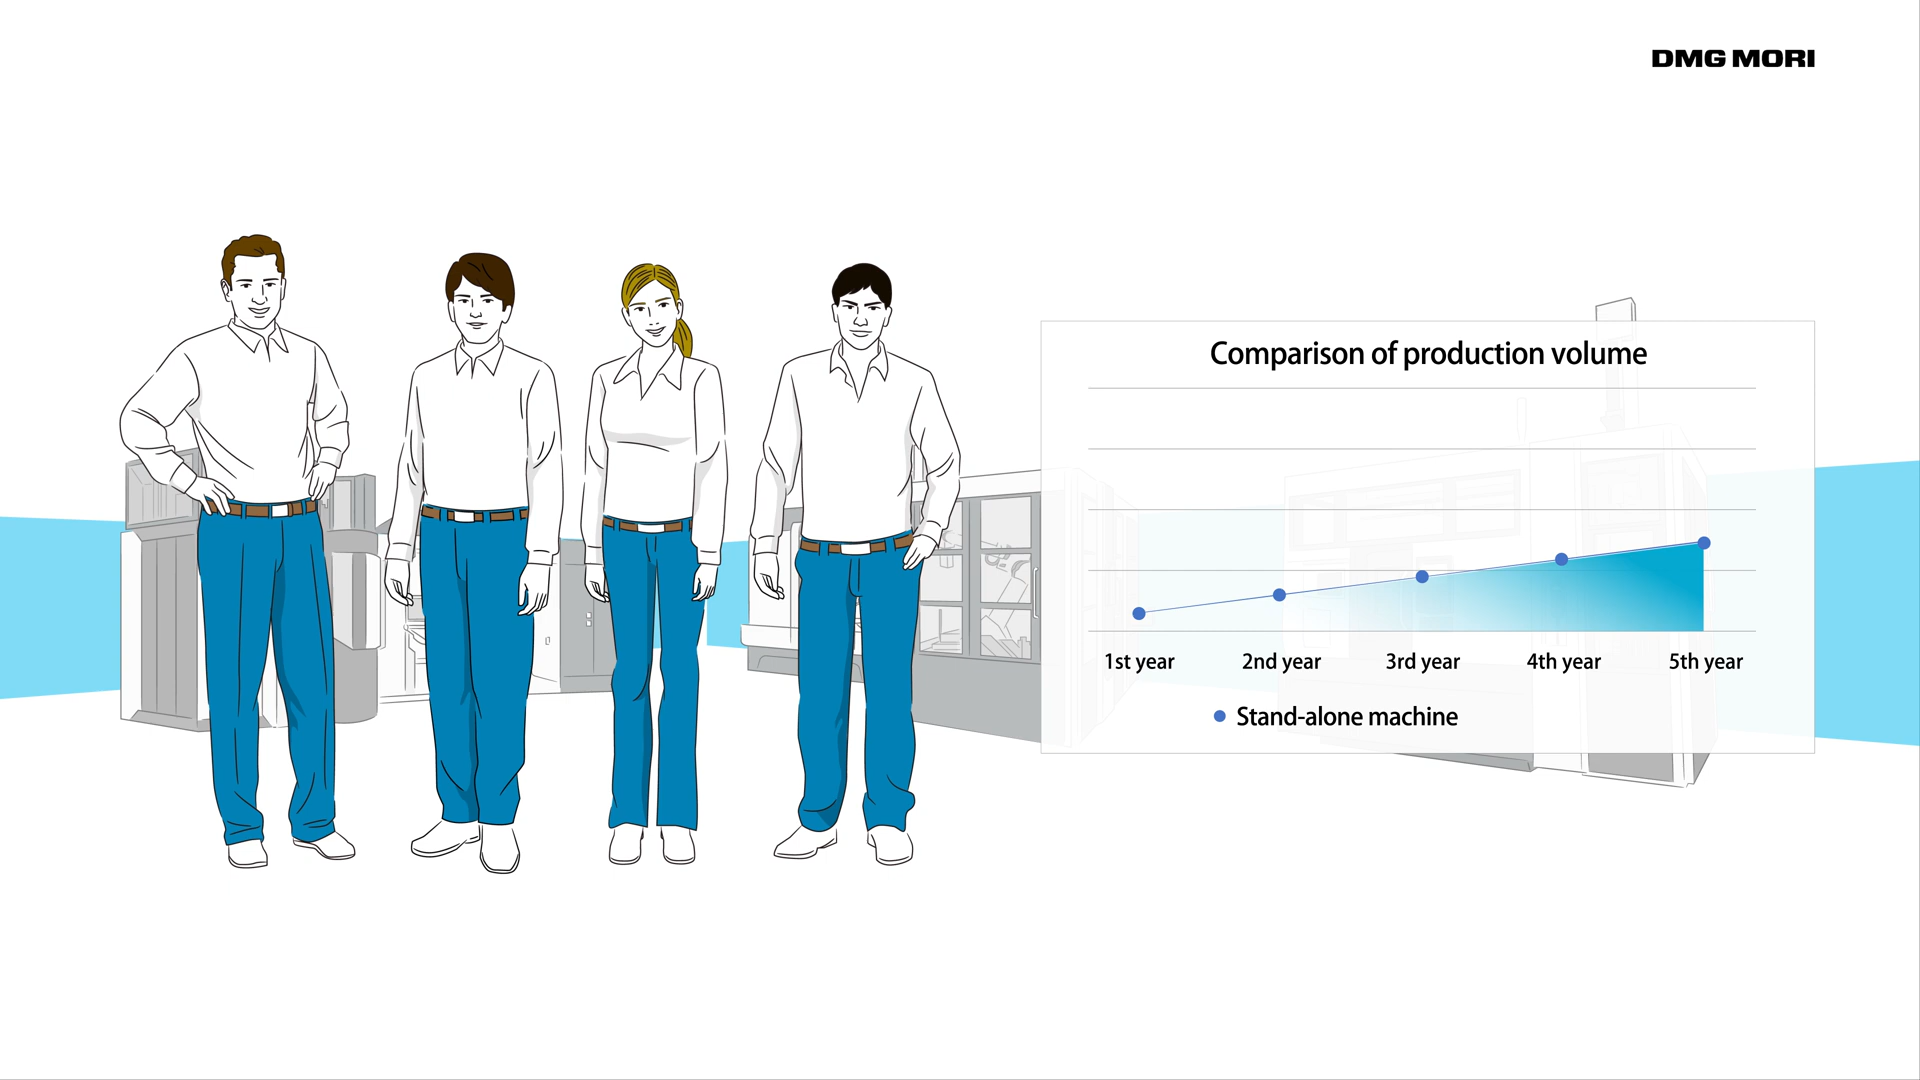 DMG MORI
Comparison of production volume
1st year 2nd year 3rd year 4th year 5th year
Stand-alone machine